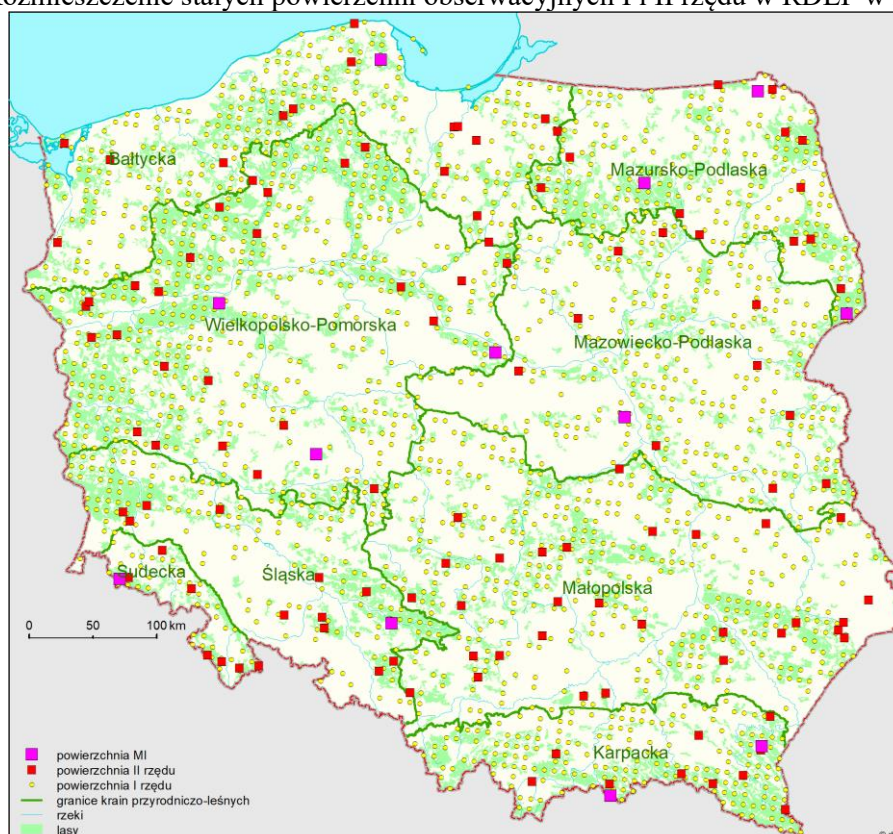 Rozmieszczenie stałych powierzchni obserwacyjnych I i II rzędu w RDLP w
Bałtycka
Mazursko-Podlaska
Wielkopolsko-Pomorska
Mazowiecko-Podlaska
Sudecka
Śląska
Małopolska
0 50 100 km
Karpacka
powierzchnia MI
powierzchnia II rzędu
powierzchnia I rzędu
granice krain przyrodniczo-leśnych
rzeki
lasy